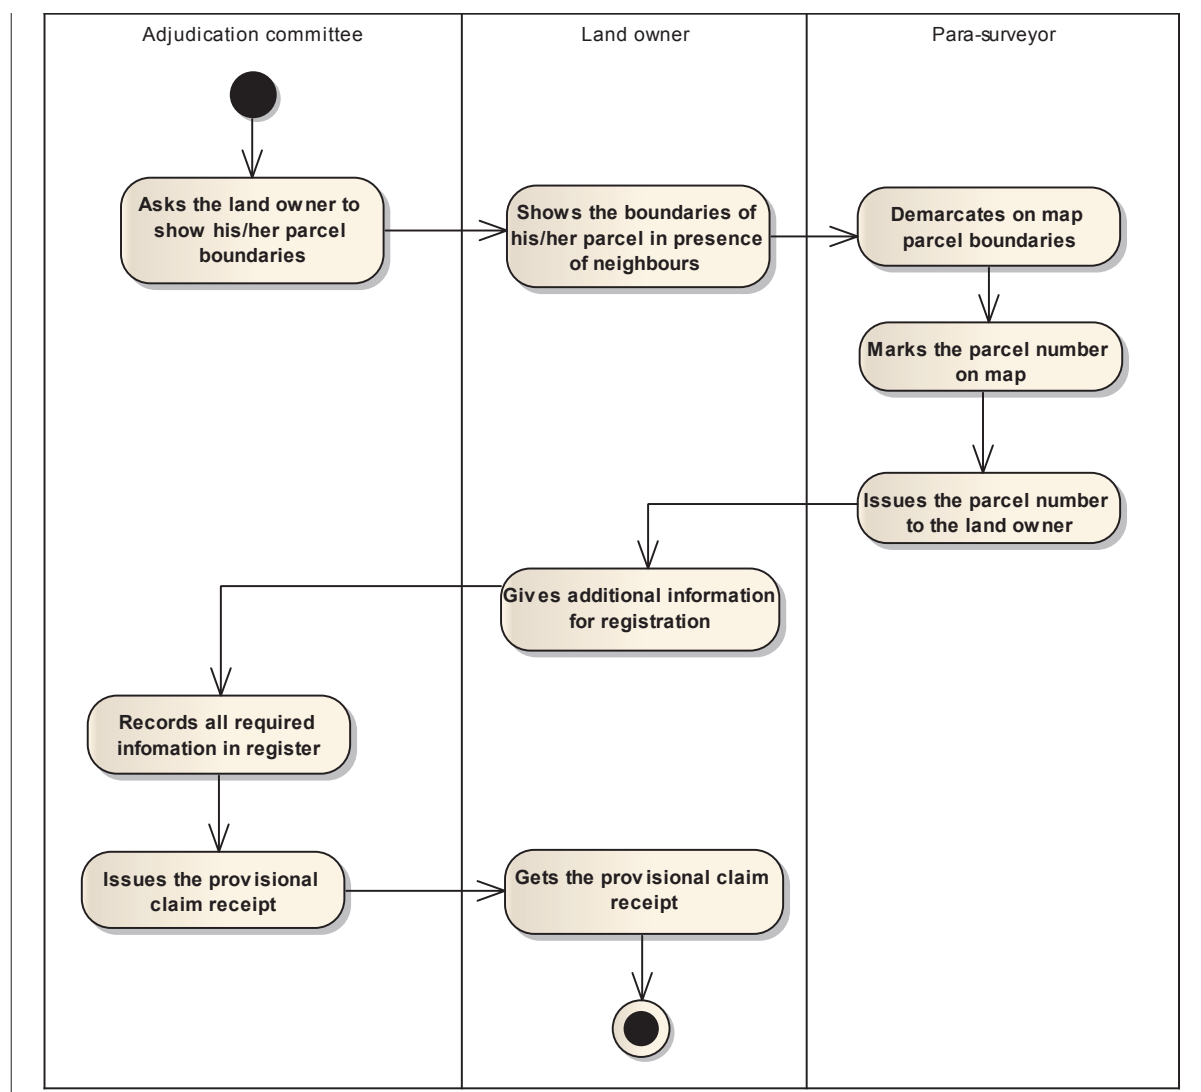 Adjudication committee
Land owner
Para-surveyor
Asks the land owner to
show his/her parcel
boundaries
Shows the boundaries of
his/her parcel in presence
of neighbours
Demarcates on map
parcel boundaries
Marks the parcel number
on map
Issues the parcel number
to the land owner
Gives additional information
for registration
Records all required
infomation in register
Issues the provisional
claim receipt
Gets the provisional claim
receipt